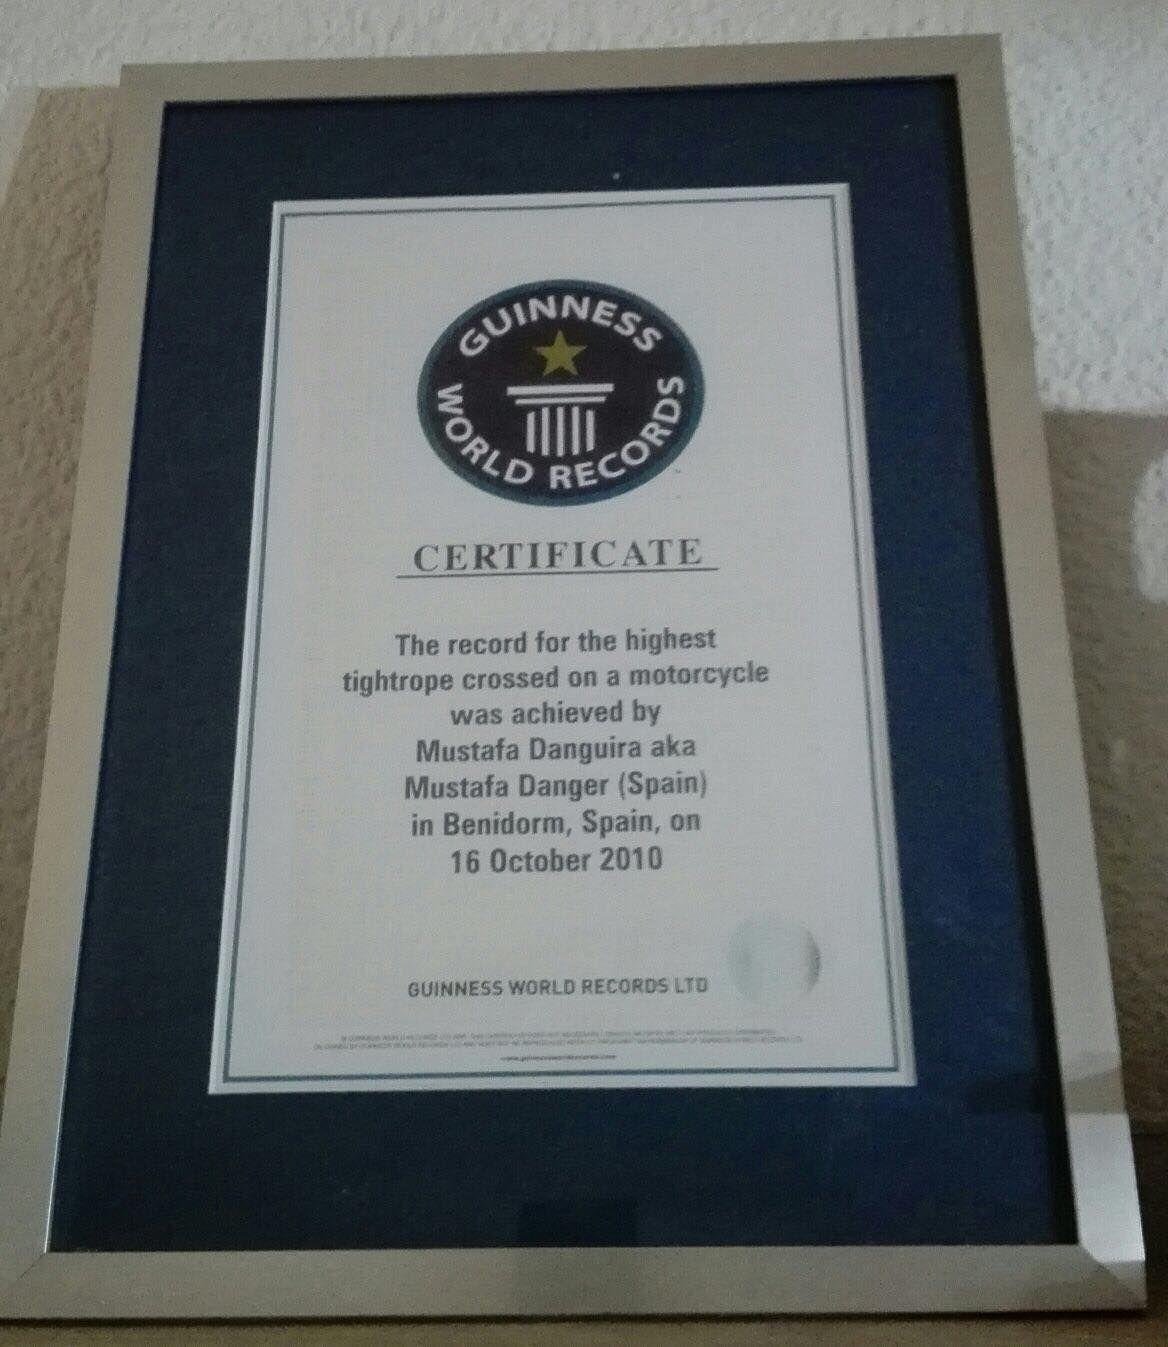 GUINNESS
WORLD RECORDS
CERTIFICATE
The record for the highest
tightrope crossed on a motorcycle
was achieved by
Mustafa Danguira aka
Mustafa Danger (Spain)
in Benidorm, Spain, on
16 October 2010
GUINNESS WORLD RECORDS LTD